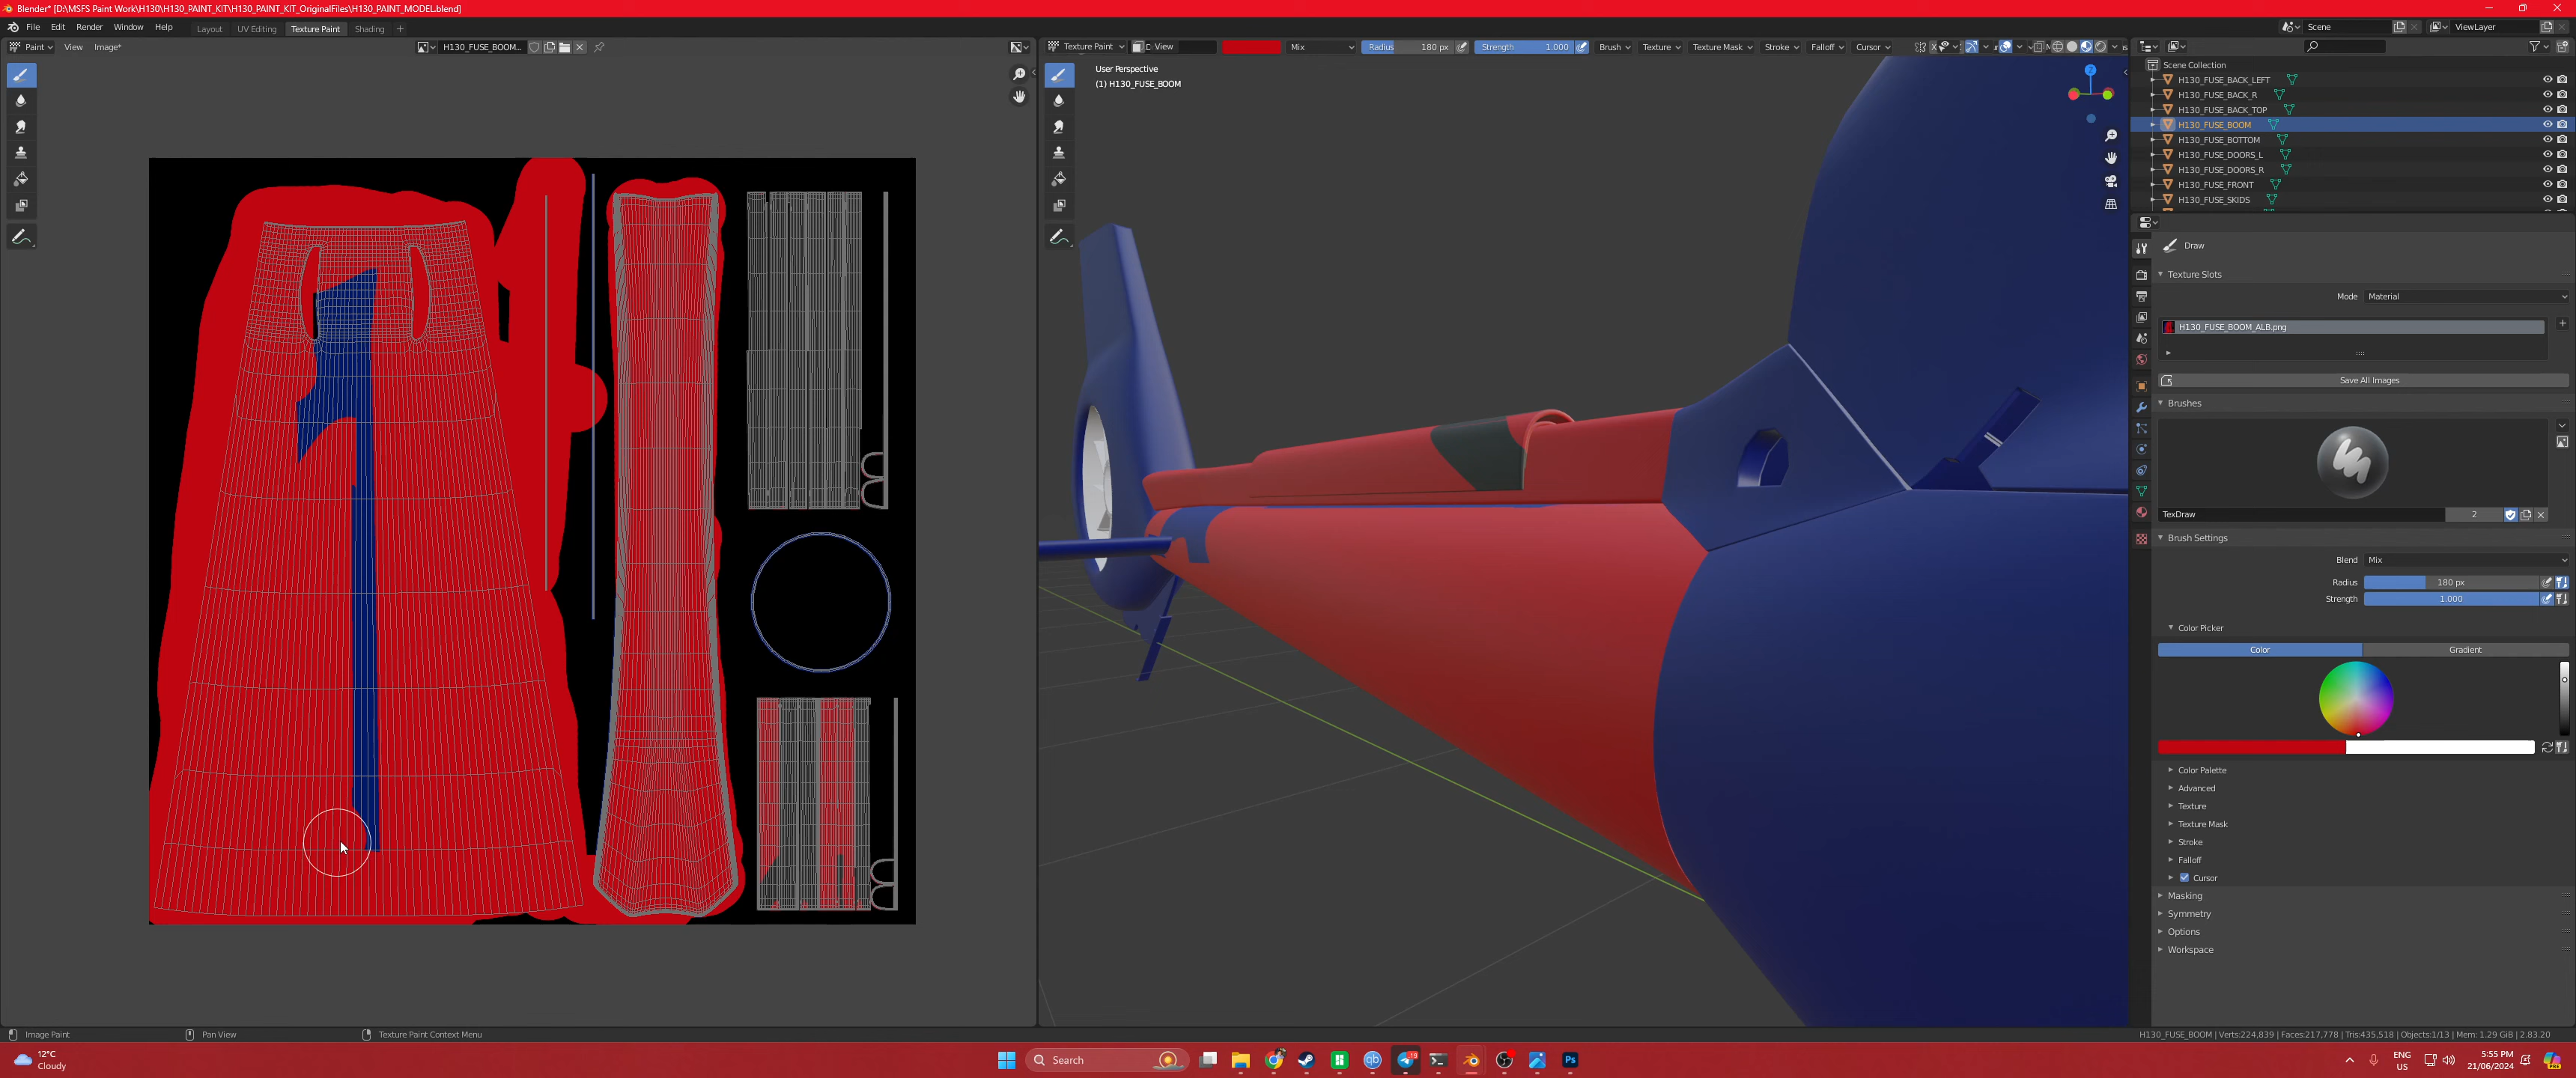 Blender* [D:\MSFS Paint Work\H130\H130_PAINT_KIT\H130_PAINT_KIT_OriginalFiles\H130_PAINT_MODEL.blend]
File Edit Render Window Help Layout UV Editing Texture Paint Shading + Scene ViewLayer
Paint View Image* H130_FUSE_BOOM... Texture Paint View Mix Radius 180 px Strength 1.000 Brush Texture Texture Mask Stroke Falloff Cursor
User Perspective
(1) H130_FUSE_BOOM
Z
Scene Collection
H130_FUSE_BACK_LEFT
H130_FUSE_BACK_R
H130_FUSE_BACK_TOP
H130_FUSE_BOOM
H130_FUSE_BOTTOM
H130_FUSE_DOORS_L
H130_FUSE_DOORS_R
H130_FUSE_FRONT
H130_FUSE_SKIDS
Draw
Texture Slots
Mode Material
H130_FUSE_BOOM_ALB.png
Save All Images
Brushes
TexDraw 2
Brush Settings
Blend Mix
Radius 180 px
Strength 1.000
Color Picker
Color Gradient
Color Palette
Advanced
Texture
Texture Mask
Stroke
Falloff
Cursor
Masking
Symmetry
Options
Workspace
Image Paint Pan View Texture Paint Context Menu H130_FUSE_BOOM | Verts:224,839 | Faces:217,778 | Tris:435,518 | Objects:1/13 | Mem: 1.29 GiB | 2.83.20
12°C
Cloudy
Search
qb
Ps
ENG
US
5:55 PM
21/06/2024